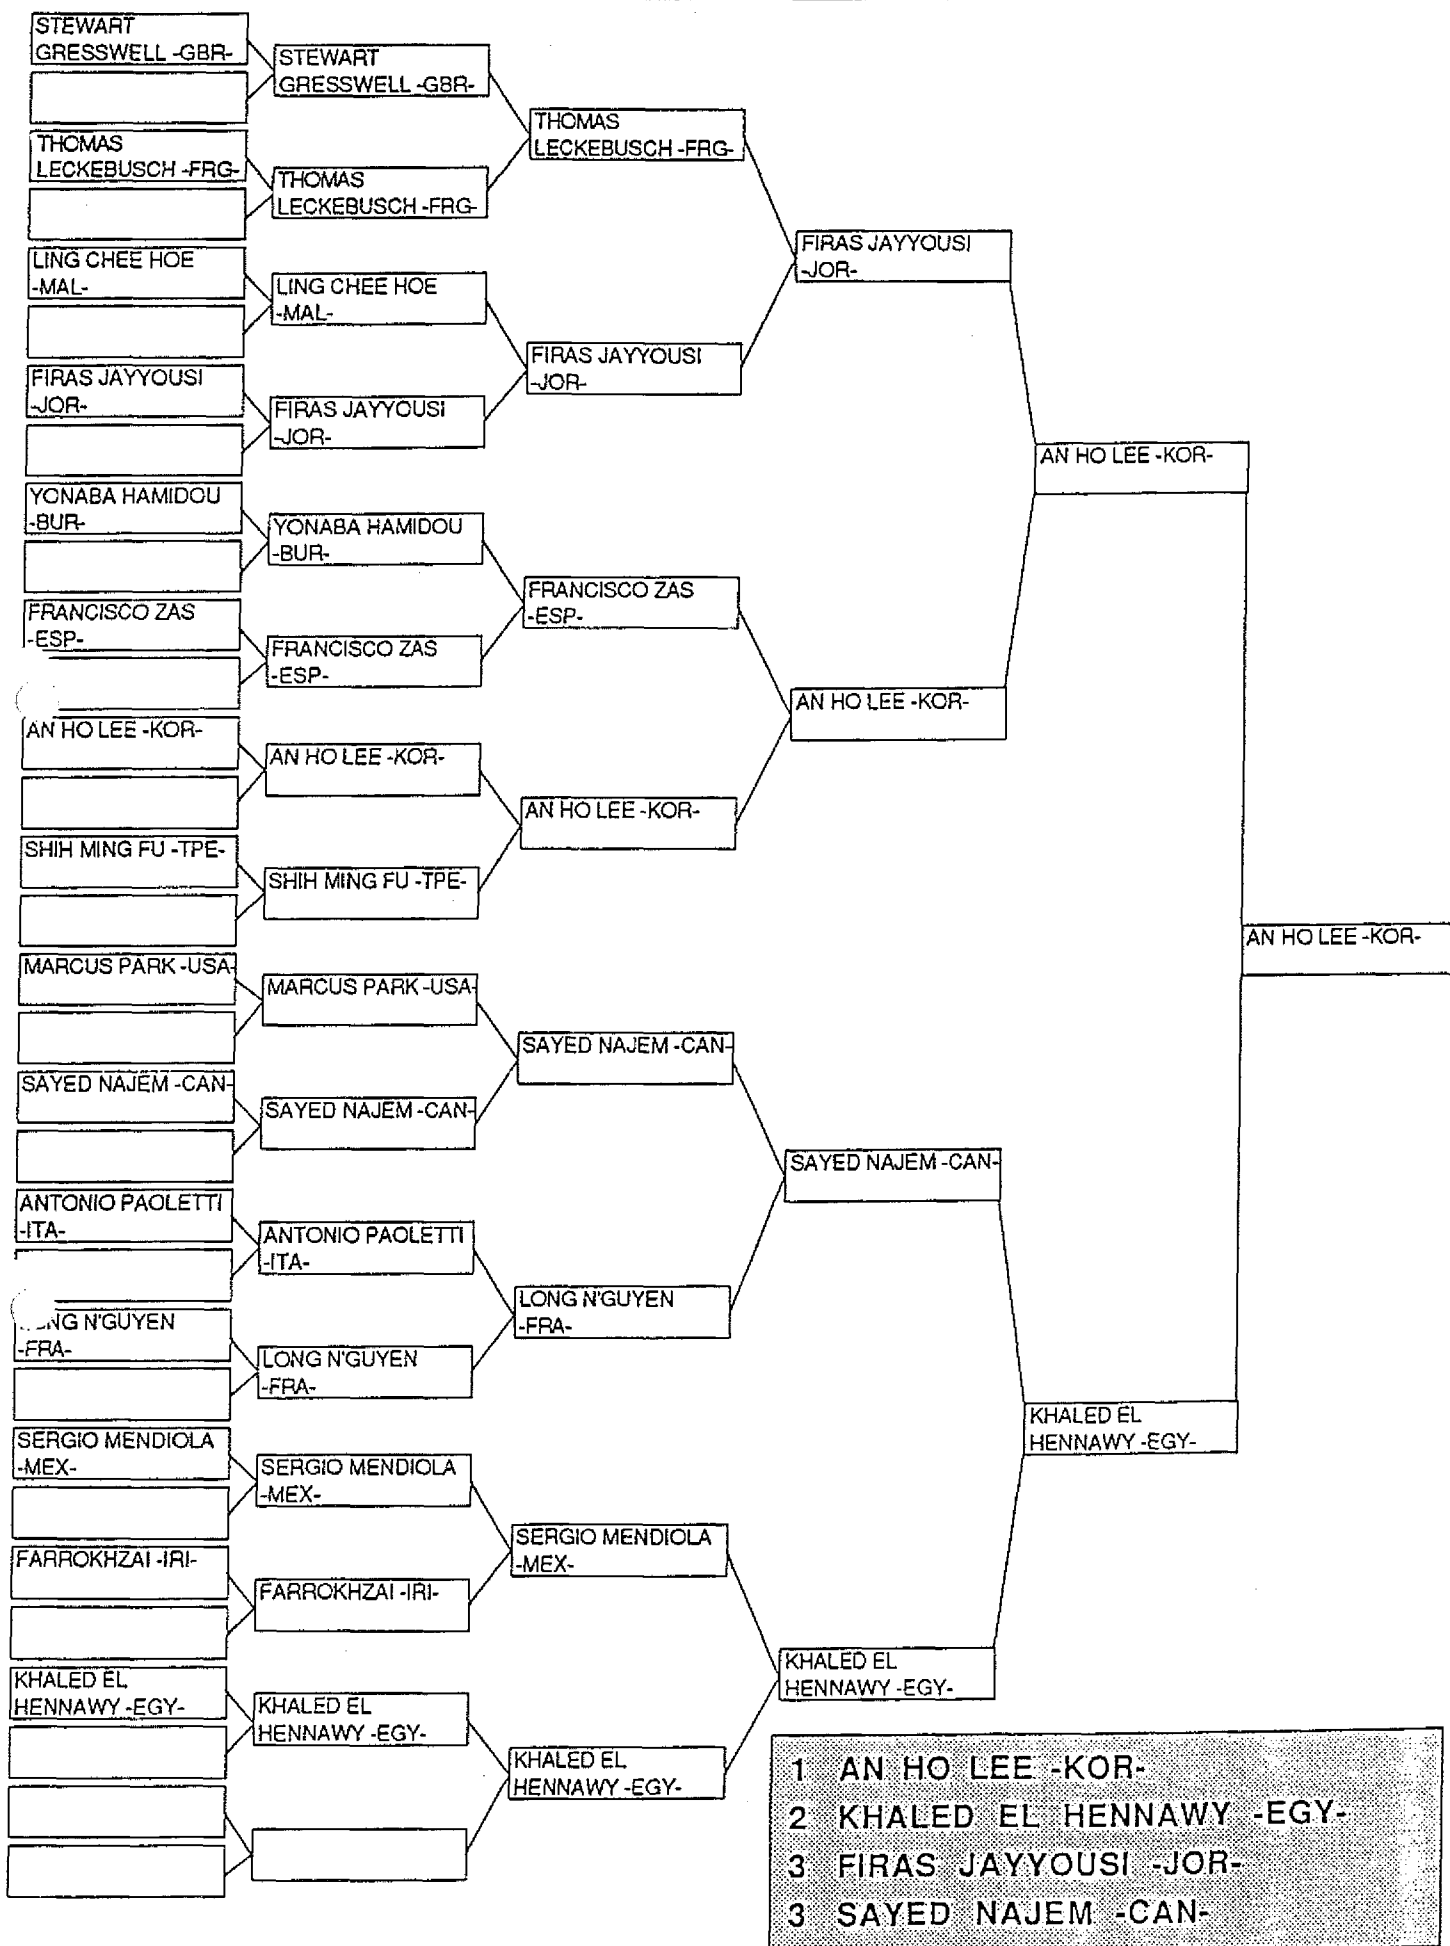 STEWART
GRESSWELL -GBR-
THOMAS
LECKEBUSCH -FRG-
LING CHEE HOE
-MAL-
FIRAS JAYYOUSI
-JOR-
YONABA HAMIDOU
-BUR-
FRANCISCO ZAS
-ESP-
AN HO LEE -KOR-
SHIH MING FU -TPE-
MARCUS PARK -USA-
SAYED NAJEM -CAN-
ANTONIO PAOLETTI
-ITA-
N'GUYEN
-FRA-
SERGIO MENDIOLA
-MEX-
FARROKHZAI -IRI-
KHALED EL
HENNAWY -EGY-
STEWART
GRESSWELL -GBR-
THOMAS
LECKEBUSCH -FRG-
LING CHEE HOE
-MAL-
FIRAS JAYYOUSI
-JOR-
YONABA HAMIDOU
-BUR-
FRANCISCO ZAS
-ESP-
AN HO LEE -KOR-
SHIH MING FU -TPE-
MARCUS PARK -USA-
SAYED NAJEM -CAN-
ANTONIO PAOLETTI
-ITA-
LONG N'GUYEN
-FRA-
SERGIO MENDIOLA
-MEX-
FARROKHZAI -IRI-
KHALED EL
HENNAWY -EGY-
THOMAS
LECKEBUSCH -FRG-
FIRAS JAYYOUSI
-JOR-
FRANCISCO ZAS
-ESP-
AN HO LEE -KOR-
SAYED NAJEM -CAN-
LONG N'GUYEN
-FRA-
SERGIO MENDIOLA
-MEX-
KHALED EL
HENNAWY -EGY-
FIRAS JAYYOUSI
-JOR-
AN HO LEE -KOR-
SAYED NAJEM -CAN-
KHALED EL
HENNAWY -EGY-
AN HO LEE -KOR-
KHALED EL
HENNAWY -EGY-
AN HO LEE -KOR-
1 AN HO LEE -KOR-
2 KHALED EL HENNAWY -EGY-
3 FIRAS JAYYOUSI -JOR-
3 SAYED NAJEM -CAN-